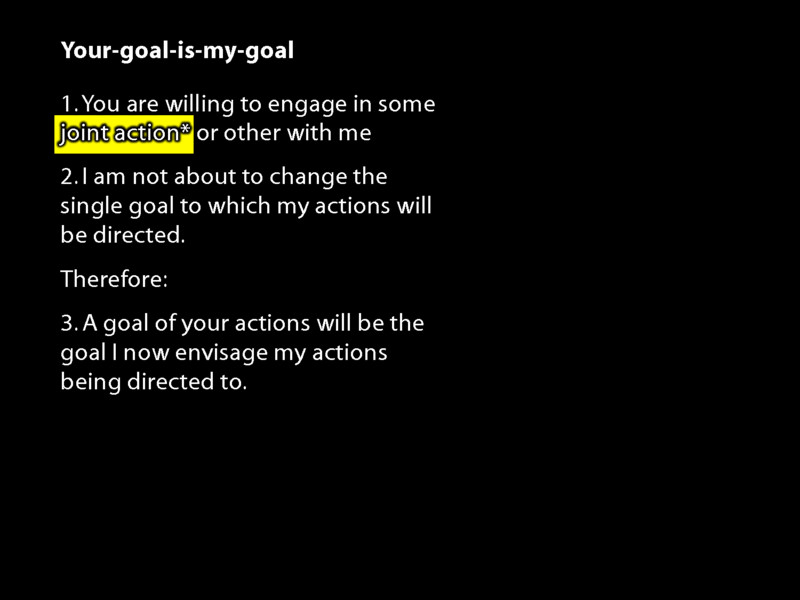 Your-goal-is-my-goal
1. You are willing to engage in some
joint action* or other with me
2. I am not about to change the
single goal to which my actions will
be directed.
Therefore:
3. A goal of your actions will be the
goal I now envisage my actions
being directed to.